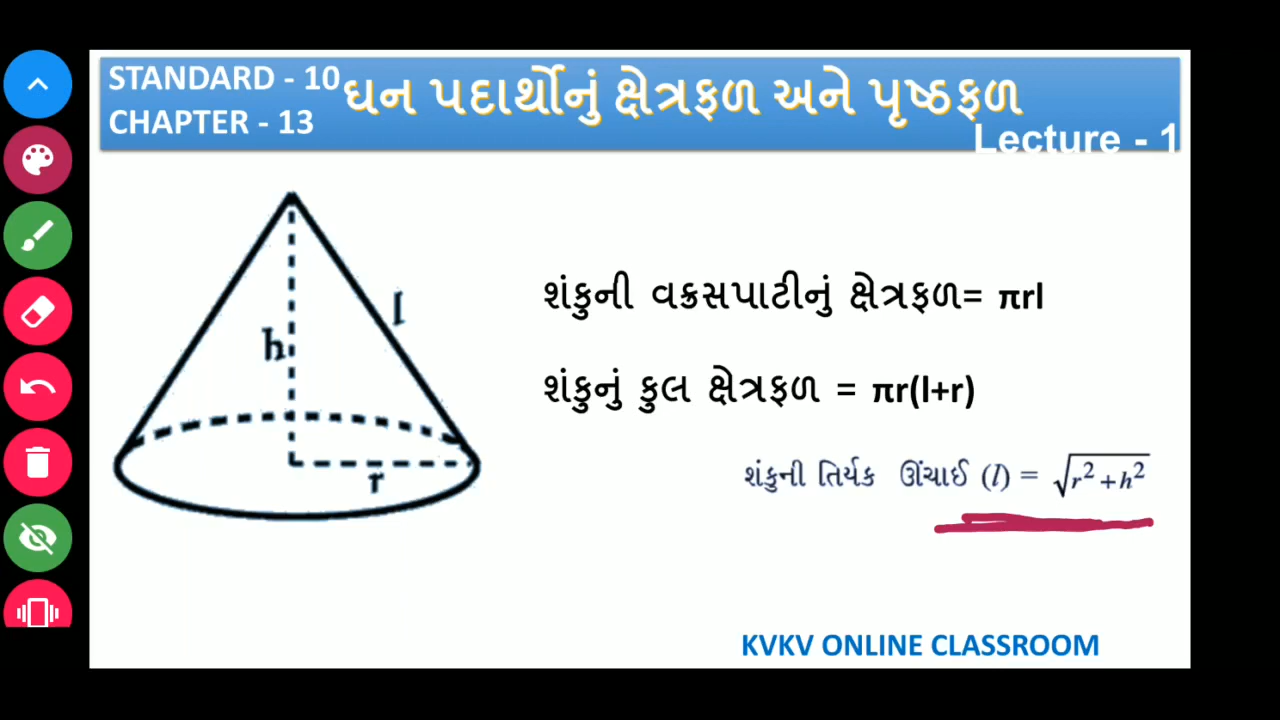 STANDARD - 10
CHAPTER - 13
ઘન પદાર્થોનું ક્ષેત્રફળ અને પૃષ્ઠફળ
Lecture - 1
l
h
r
શંકુની વક્રસપાટીનું ક્ષેત્રફળ= πrl
શંકુનું કુલ ક્ષેત્રફળ = πr(l+r)
શંકુની તિર્યક ઊંચાઈ (l) = √r² + h²
KVKV ONLINE CLASSROOM